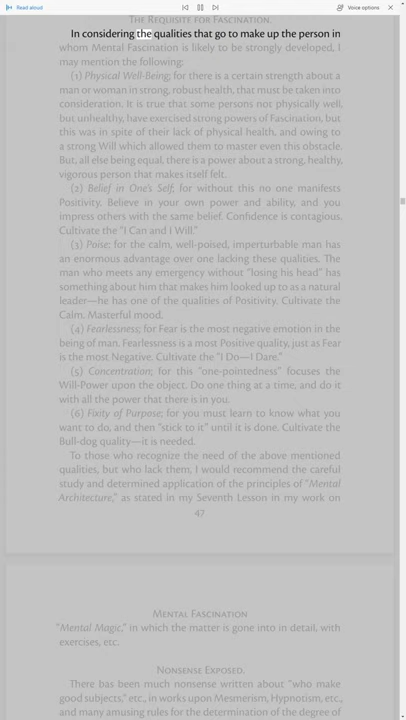 Read aloud
Voice options
THE REQUISITE FOR FASCINATION.
In considering the qualities that go to make up the person in
whom Mental Fascination is likely to be strongly developed, I
may mention the following:
(1) Physical Well-Being; for there is a certain strength about a
man or woman in strong, robust health, that must be taken into
consideration. It is true that some persons not physically well,
but unhealthy, have exercised strong powers of Fascination, but
this was in spite of their lack of physical health, and owing to
a strong Will which allowed them to master even this obstacle.
But, all else being equal, there is a power about a strong, healthy,
vigorous person that makes itself felt.
(2) Belief in One's Self, for without this no one manifests
Positivity. Believe in your own power and ability, and you
impress others with the same belief. Confidence is contagious.
Cultivate the "I Can and I Will."
(3) Poise; for the calm, well-poised, imperturbable man has
an enormous advantage over one lacking these qualities. The
man who meets any emergency without "losing his head" has
something about him that makes him looked up to as a natural
leader—he has one of the qualities of Positivity. Cultivate the
Calm. Masterful mood.
(4) Fearlessness; for Fear is the most negative emotion in the
being of man. Fearlessness is a most Positive quality, just as Fear
is the most Negative. Cultivate the "I Do—I Dare."
(5) Concentration; for this "one-pointedness" focuses the
Will-Power upon the object. Do one thing at a time, and do it
with all the power that there is in you.
(6) Fixity of Purpose; for you must learn to know what you
want to do, and then "stick to it" until it is done. Cultivate the
Bull-dog quality—it is needed.
To those who recognize the need of the above mentioned
qualities, but who lack them, I would recommend the careful
study and determined application of the principles of "Mental
Architecture," as stated in my Seventh Lesson in my work on
47
MENTAL FASCINATION
"Mental Magic," in which the matter is gone into in detail, with
exercises, etc.
NONSENSE EXPOSED.
There bas been much nonsense written about "who make
good subjects," etc., in works upon Mesmerism, Hypnotism, etc.,
and many amusing rules for the determination of the degree of